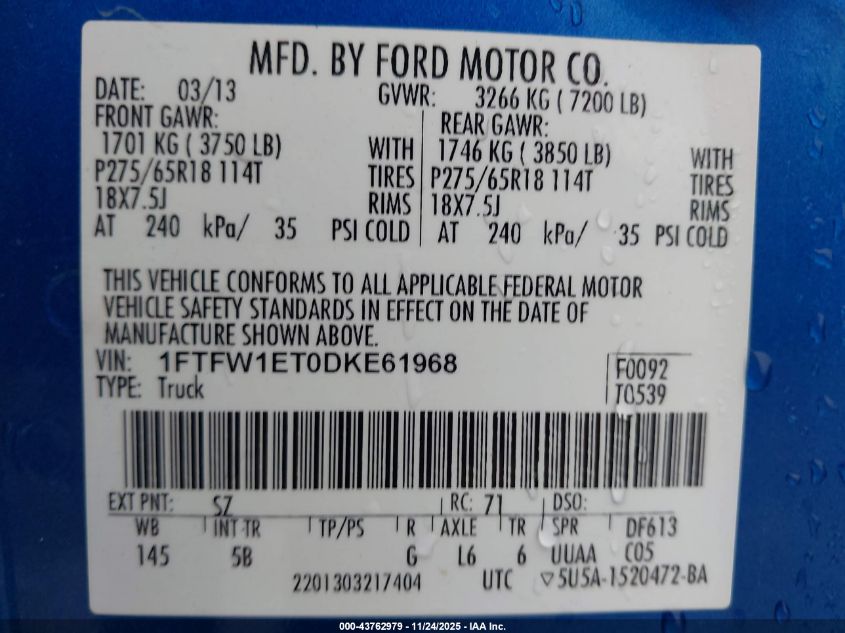 MFD. BY FORD MOTOR CO.
DATE: 03/13 GVWR: 3266 KG ( 7200 LB)
FRONT GAWR: REAR GAWR:
1701 KG ( 3750 LB) WITH 1746 KG ( 3850 LB) WITH
P275/65R18 114T TIRES P275/65R18 114T TIRES
18X7.5J RIMS 18X7.5J RIMS
AT 240 kPa/ 35 PSI COLD AT 240 kPa/ 35 PSI COLD
THIS VEHICLE CONFORMS TO ALL APPLICABLE FEDERAL MOTOR
VEHICLE SAFETY STANDARDS IN EFFECT ON THE DATE OF
MANUFACTURE SHOWN ABOVE.
VIN: 1FTFW1ET0DKE61968 F0092
TYPE: Truck T0539
EXT PNT: SZ RC: 71 DSO:
WB INT TR TP/PS R AXLE TR SPR DF613
145 5B G L6 6 UUAA C05
2201303217404 UTC ▽5U5A-1520472-BA
000-43762979 - 11/24/2025 - IAA Inc.